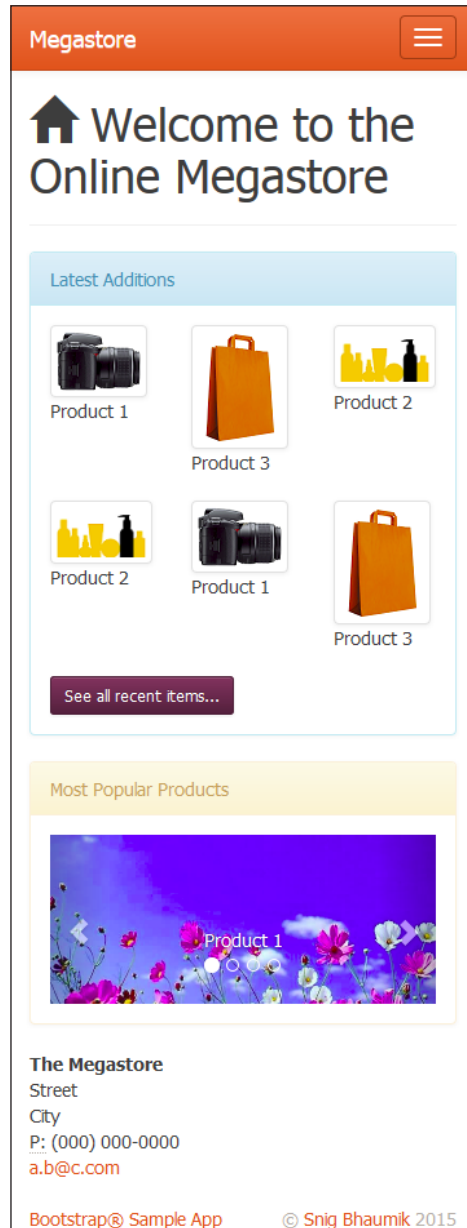 Megastore
Welcome to the
Online Megastore
Latest Additions
Product 1
Product 3
Product 2
Product 2
Product 1
Product 3
See all recent items...
Most Popular Products
Product 1
The Megastore
Street
City
P: (000) 000-0000
a.b@c.com
Bootstrap® Sample App © Snig Bhaumik 2015